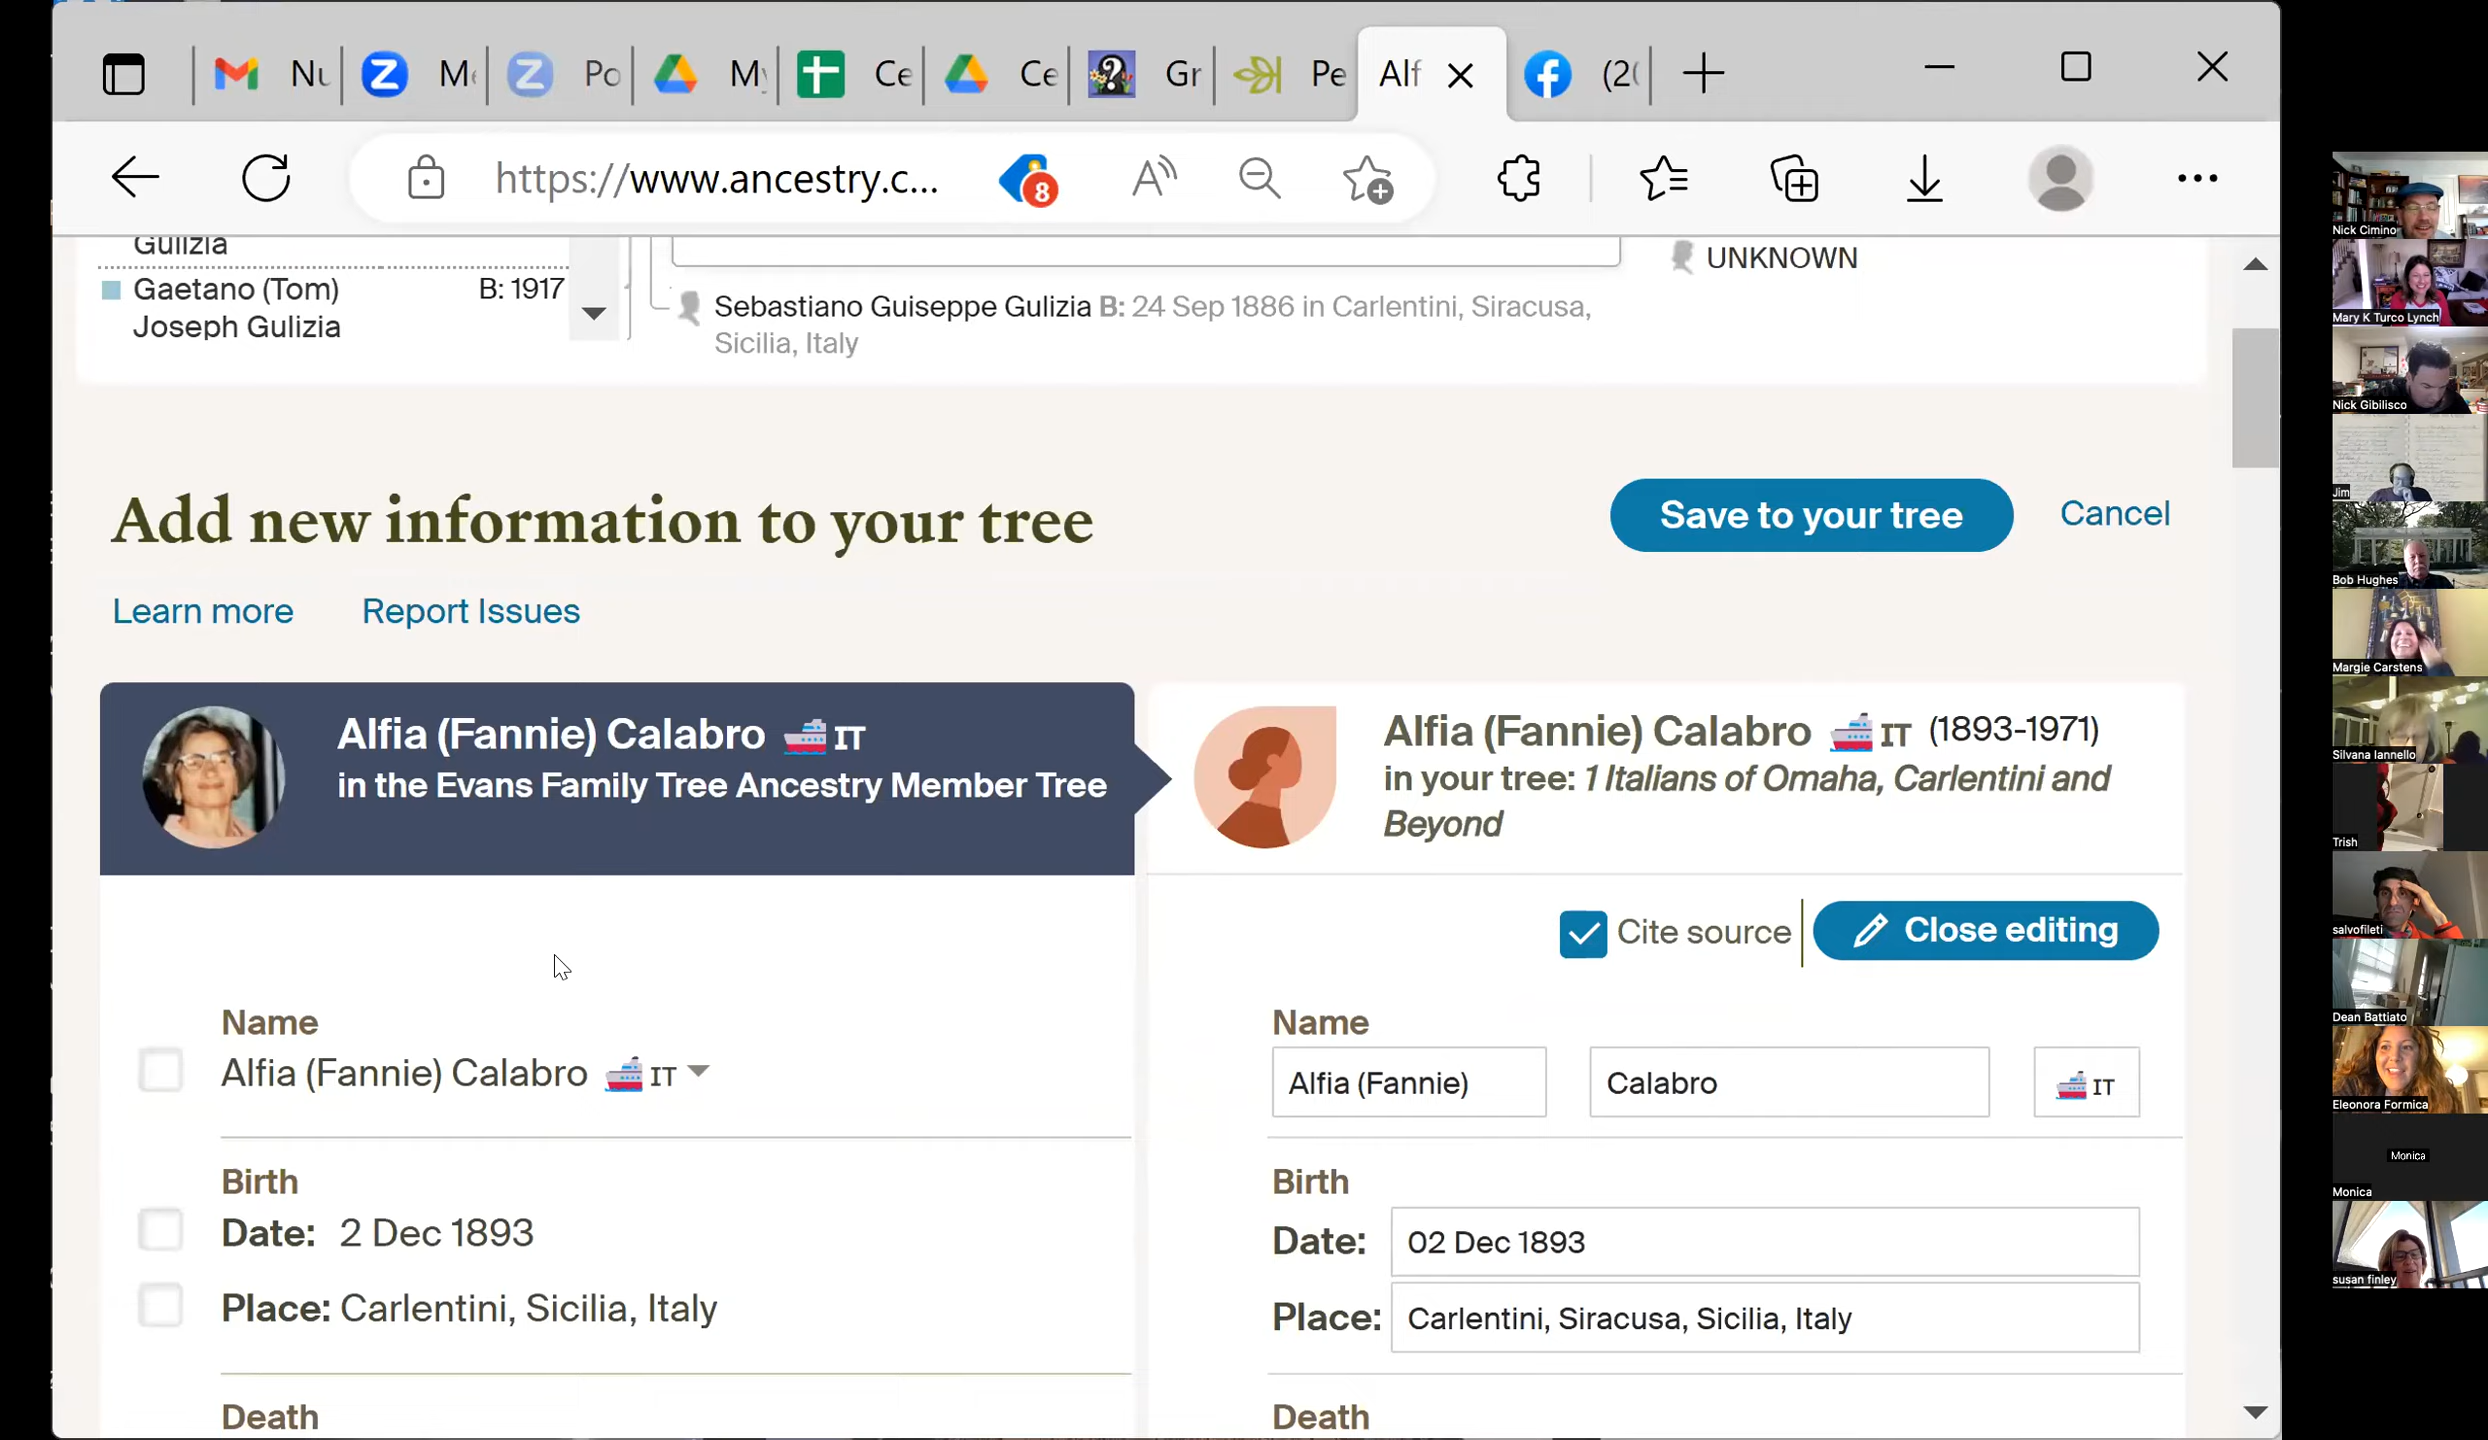 Nu
Me
Po
My
Ce
Ce
Gr
Pe
Alf
(20
https://www.ancestry.c...
8
Gulizia
Gaetano (Tom) B: 1917
Joseph Gulizia
Sebastiano Guiseppe Gulizia B: 24 Sep 1886 in Carlentini, Siracusa,
Sicilia, Italy
UNKNOWN
Add new information to your tree
Save to your tree
Cancel
Learn more
Report Issues
Alfia (Fannie) Calabro 🚢 IT
in the Evans Family Tree Ancestry Member Tree
Alfia (Fannie) Calabro 🚢 IT (1893-1971)
in your tree: 1 Italians of Omaha, Carlentini and
Beyond
Cite source
Close editing
Name
Alfia (Fannie) Calabro 🚢 IT
Birth
Date: 2 Dec 1893
Place: Carlentini, Sicilia, Italy
Death
Name
Alfia (Fannie)
Calabro
🚢 IT
Birth
Date: 02 Dec 1893
Place: Carlentini, Siracusa, Sicilia, Italy
Death
Nick Cimino
Mary K Turco Lynch
Nick Gibilisco
Jim
Bob Hughes
Margie Carstens
Silvana Iannello
Trish
salvofileti
Dean Battiato
Eleonora Formica
Monica
Monica
susan finley